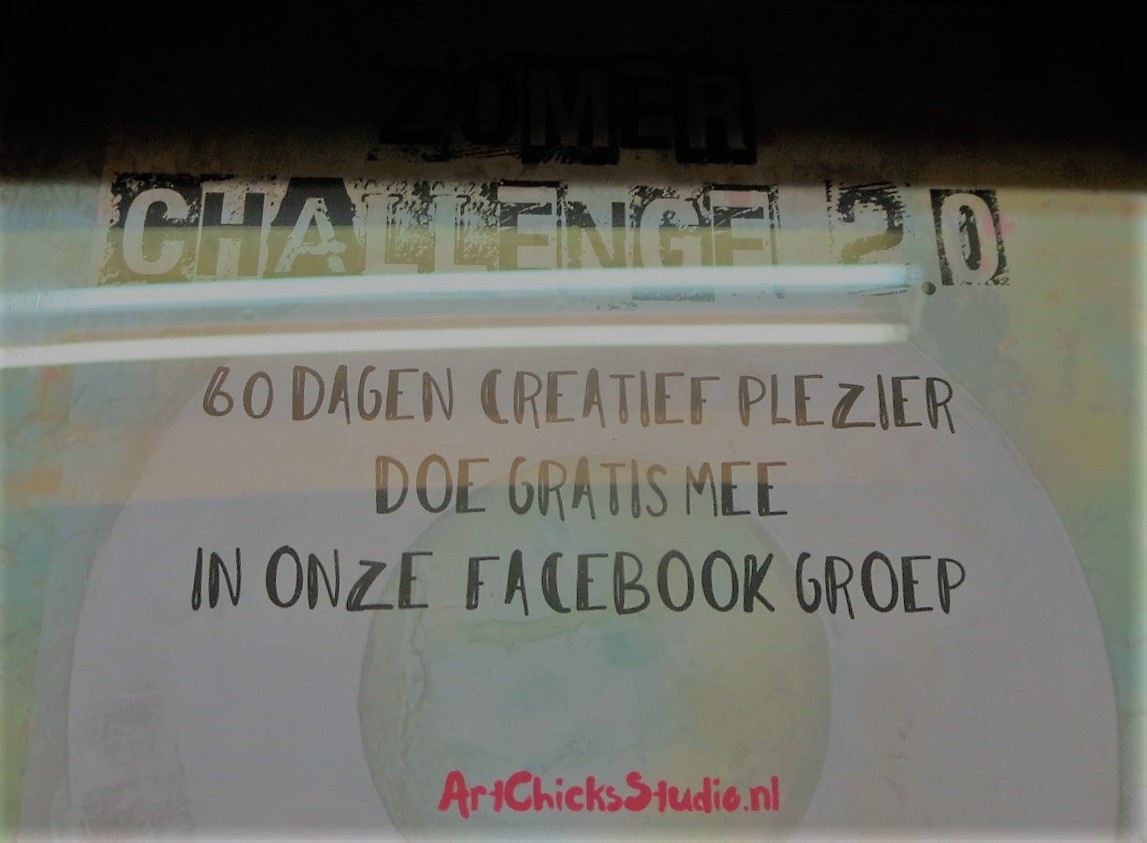 ZOMER
CHALLENGE 2.0
60 DAGEN CREATIEF PLEZIER
DOE GRATIS MEE
IN ONZE FACEBOOK GROEP
ArtChicksStudio.nl